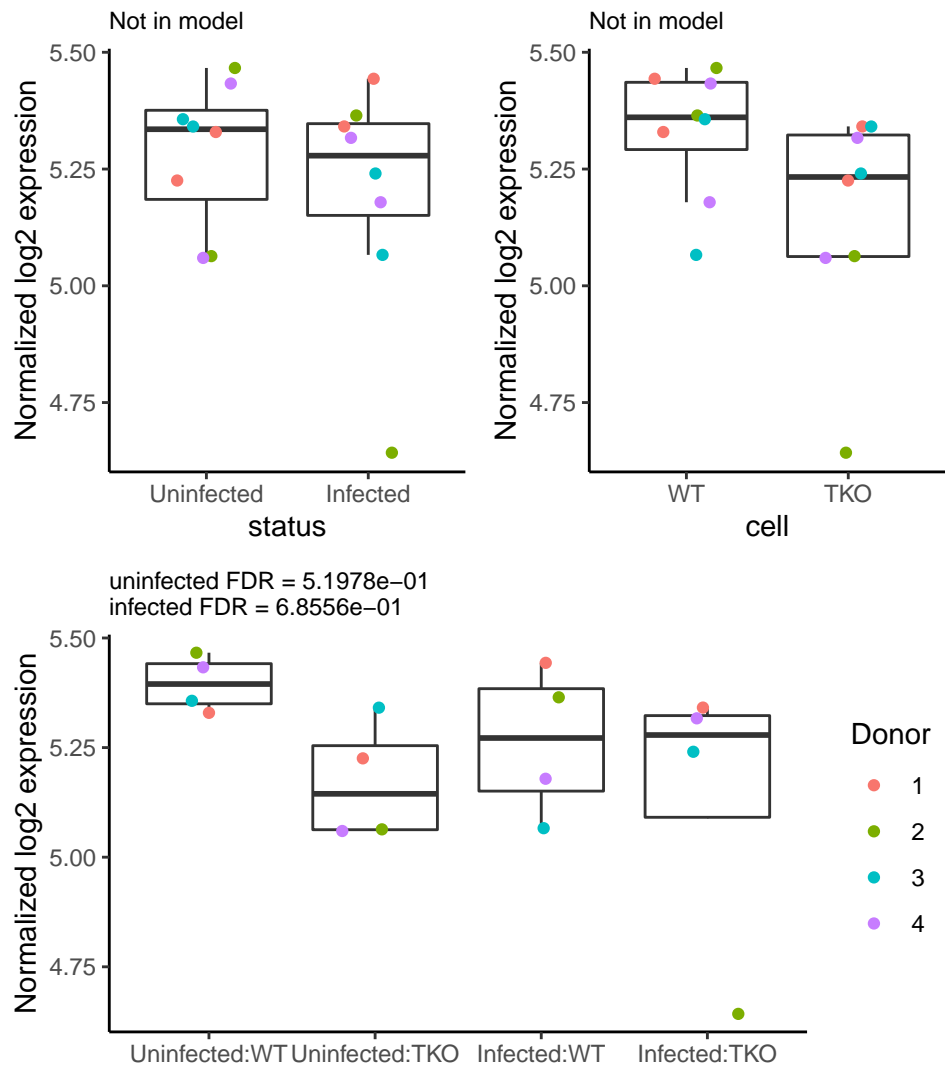 Not in model
Normalized log2 expression
5.50
5.25
5.00
4.75
Uninfected Infected
status
Not in model
Normalized log2 expression
5.50
5.25
5.00
4.75
WT TKO
cell
uninfected FDR = 5.1978e−01
infected FDR = 6.8556e−01
Normalized log2 expression
5.50
5.25
5.00
4.75
Uninfected:WT Uninfected:TKO Infected:WT Infected:TKO
Donor
1
2
3
4